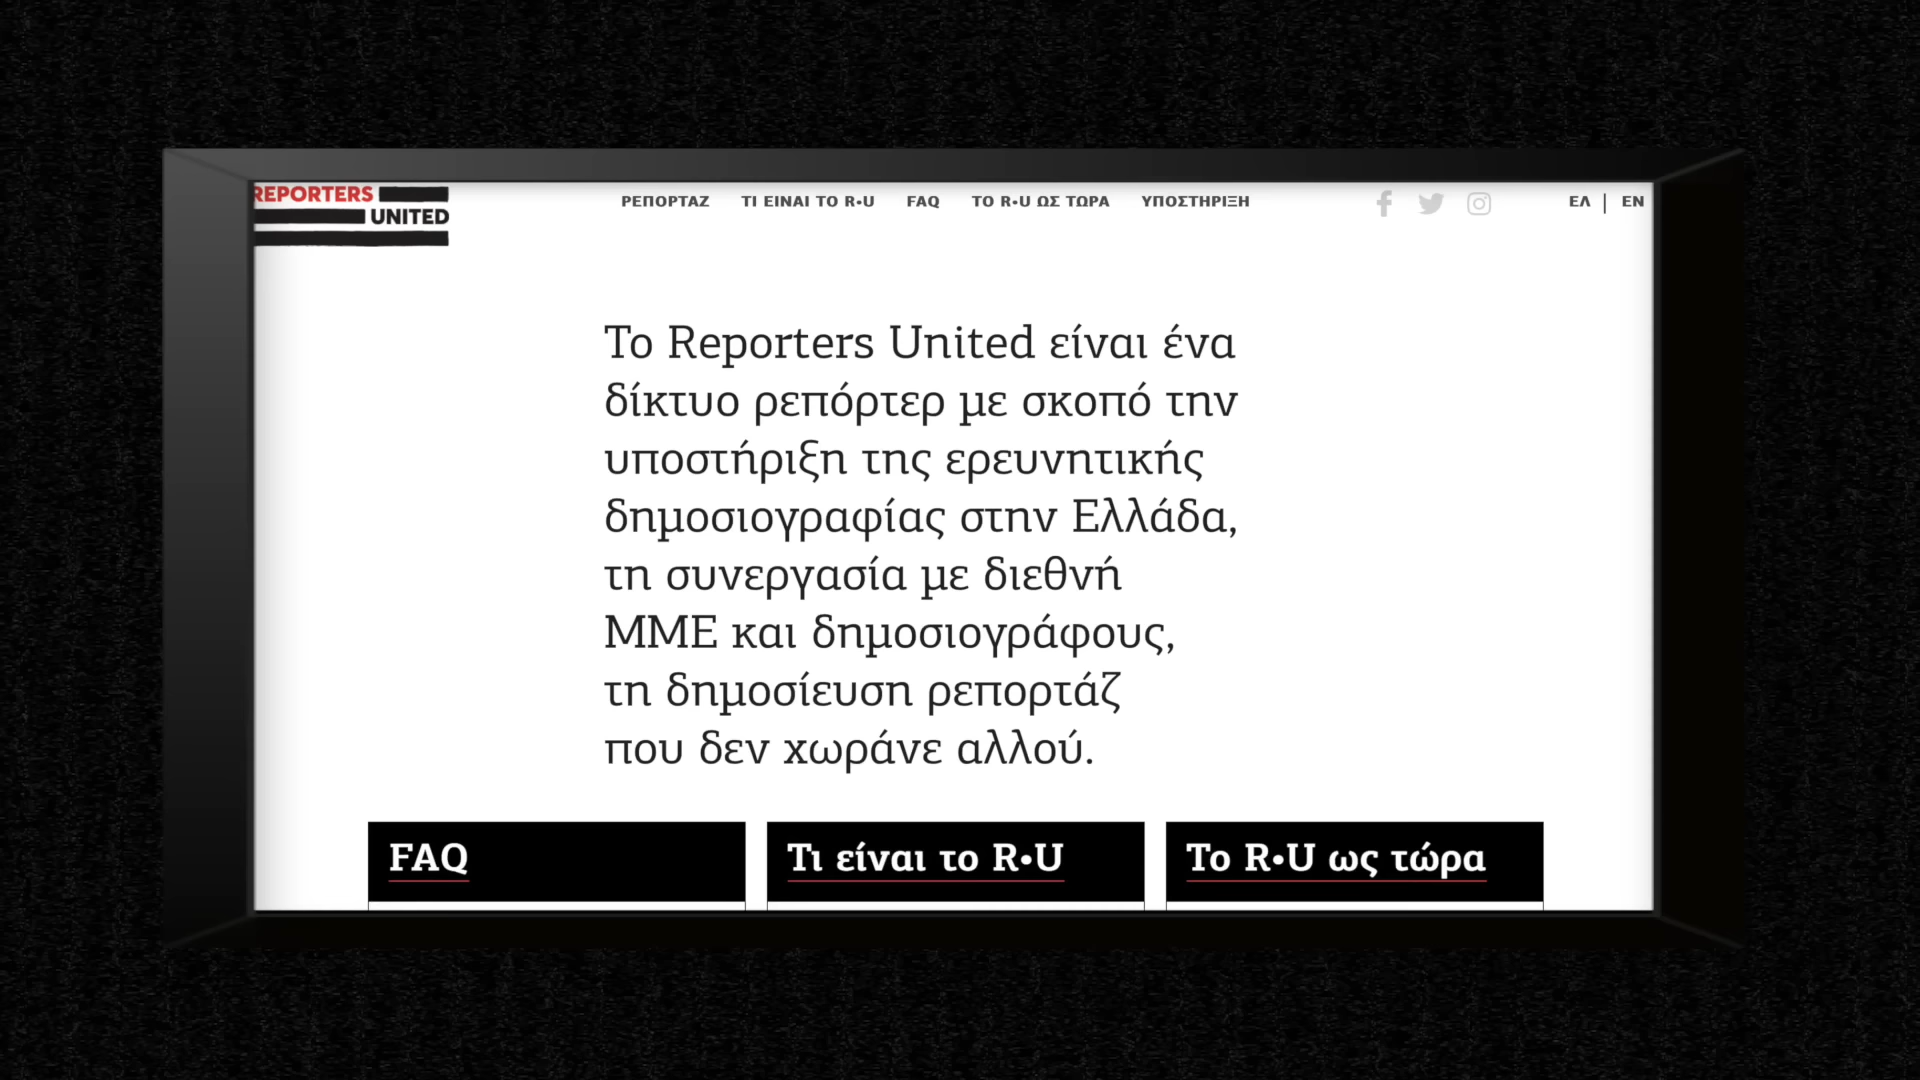 REPORTERS
UNITED
ΡΕΠΟΡΤΑΖ ΤΙ ΕΙΝΑΙ ΤΟ R•U FAQ ΤΟ R•U ΩΣ ΤΩΡΑ ΥΠΟΣΤΗΡΙΞΗ ΕΛ | EN
Το Reporters United είναι ένα
δίκτυο ρεπόρτερ με σκοπό την
υποστήριξη της ερευνητικής
δημοσιογραφίας στην Ελλάδα,
τη συνεργασία με διεθνή
ΜΜΕ και δημοσιογράφους,
τη δημοσίευση ρεπορτάζ
που δεν χωράνε αλλού.
FAQ
Τι είναι το R•U
Το R•U ως τώρα